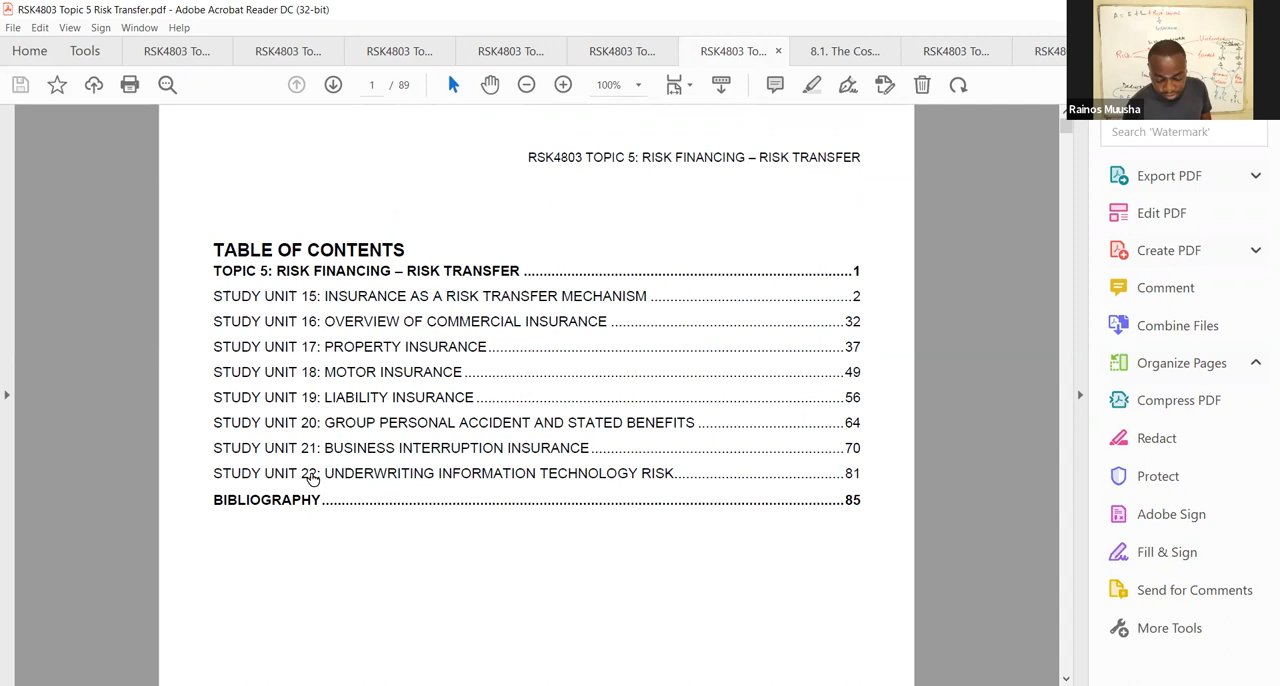 RSK4803 Topic 5 Risk Transfer.pdf - Adobe Acrobat Reader DC (32-bit)
File Edit View Sign Window Help
Home Tools RSK4803 To... RSK4803 To... RSK4803 To... RSK4803 To... RSK4803 To... RSK4803 To... × 8.1. The Cos... RSK4803 To... RSK48
1 / 89 100%
Rainos Muusha
RSK4803 TOPIC 5: RISK FINANCING – RISK TRANSFER
TABLE OF CONTENTS
TOPIC 5: RISK FINANCING – RISK TRANSFER ................................................................................1
STUDY UNIT 15: INSURANCE AS A RISK TRANSFER MECHANISM ................................................2
STUDY UNIT 16: OVERVIEW OF COMMERCIAL INSURANCE ..........................................................32
STUDY UNIT 17: PROPERTY INSURANCE.........................................................................................37
STUDY UNIT 18: MOTOR INSURANCE ...............................................................................................49
STUDY UNIT 19: LIABILITY INSURANCE ............................................................................................56
STUDY UNIT 20: GROUP PERSONAL ACCIDENT AND STATED BENEFITS ....................................64
STUDY UNIT 21: BUSINESS INTERRUPTION INSURANCE...............................................................70
STUDY UNIT 22: UNDERWRITING INFORMATION TECHNOLOGY RISK..........................................81
BIBLIOGRAPHY....................................................................................................................................85
Search 'Watermark'
Export PDF
Edit PDF
Create PDF
Comment
Combine Files
Organize Pages
Compress PDF
Redact
Protect
Adobe Sign
Fill & Sign
Send for Comments
More Tools